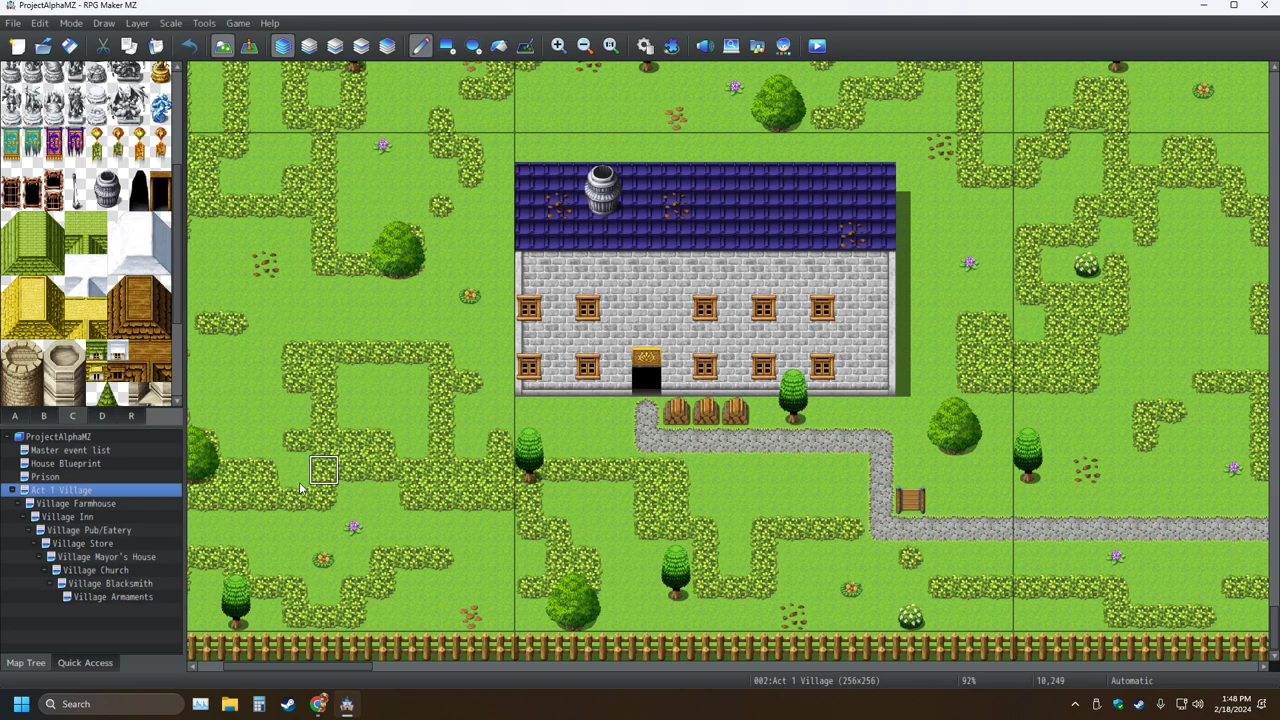 ProjectAlphaMZ - RPG Maker MZ
File Edit Mode Draw Layer Scale Tools Game Help
A B C D R
ProjectAlphaMZ
Master event list
House Blueprint
Prison
Act 1 Village
Village Farmhouse
Village Inn
Village Pub/Eatery
Village Store
Village Mayor's House
Village Church
Village Blacksmith
Village Armaments
Map Tree Quick Access
002:Act 1 Village (256x256) 92% 10,249 Automatic
Search
1:48 PM
2/18/2024